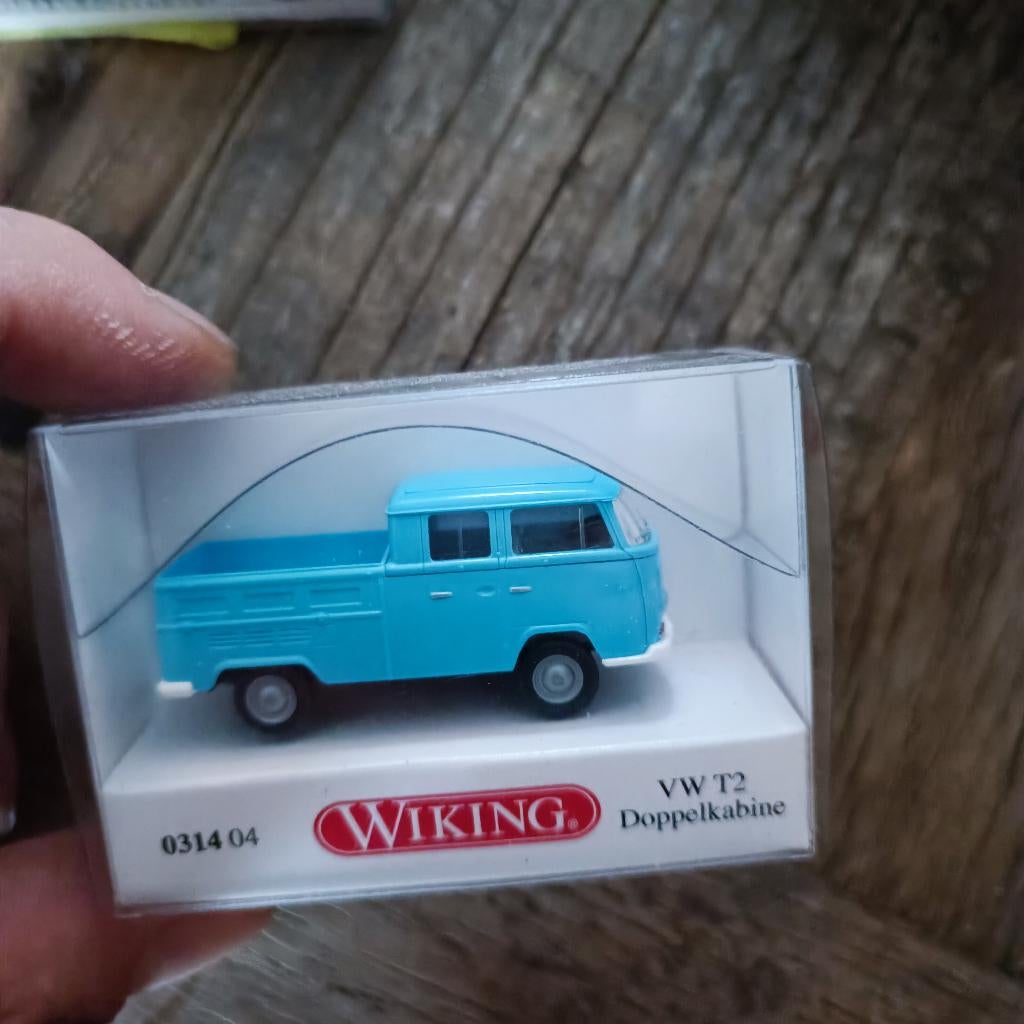 0314 04
WIKING®
VW T2
Doppelkabine